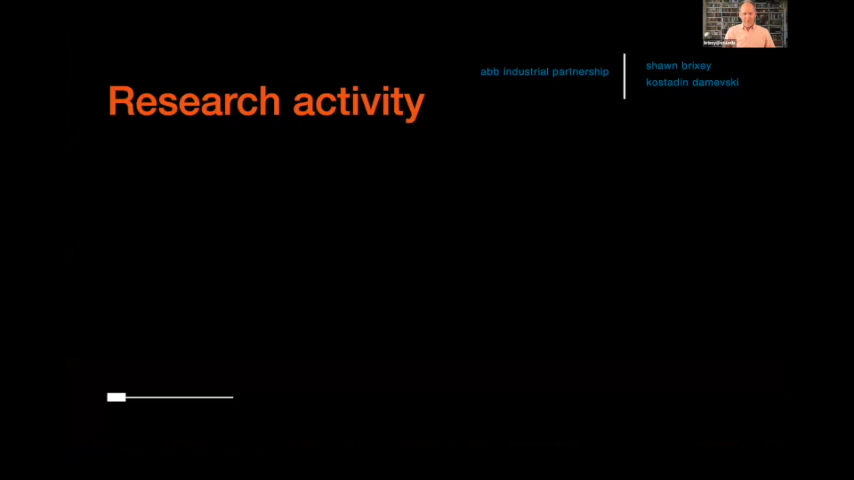 Research activity
abb industrial partnership
shawn brixey
kostadin damevski